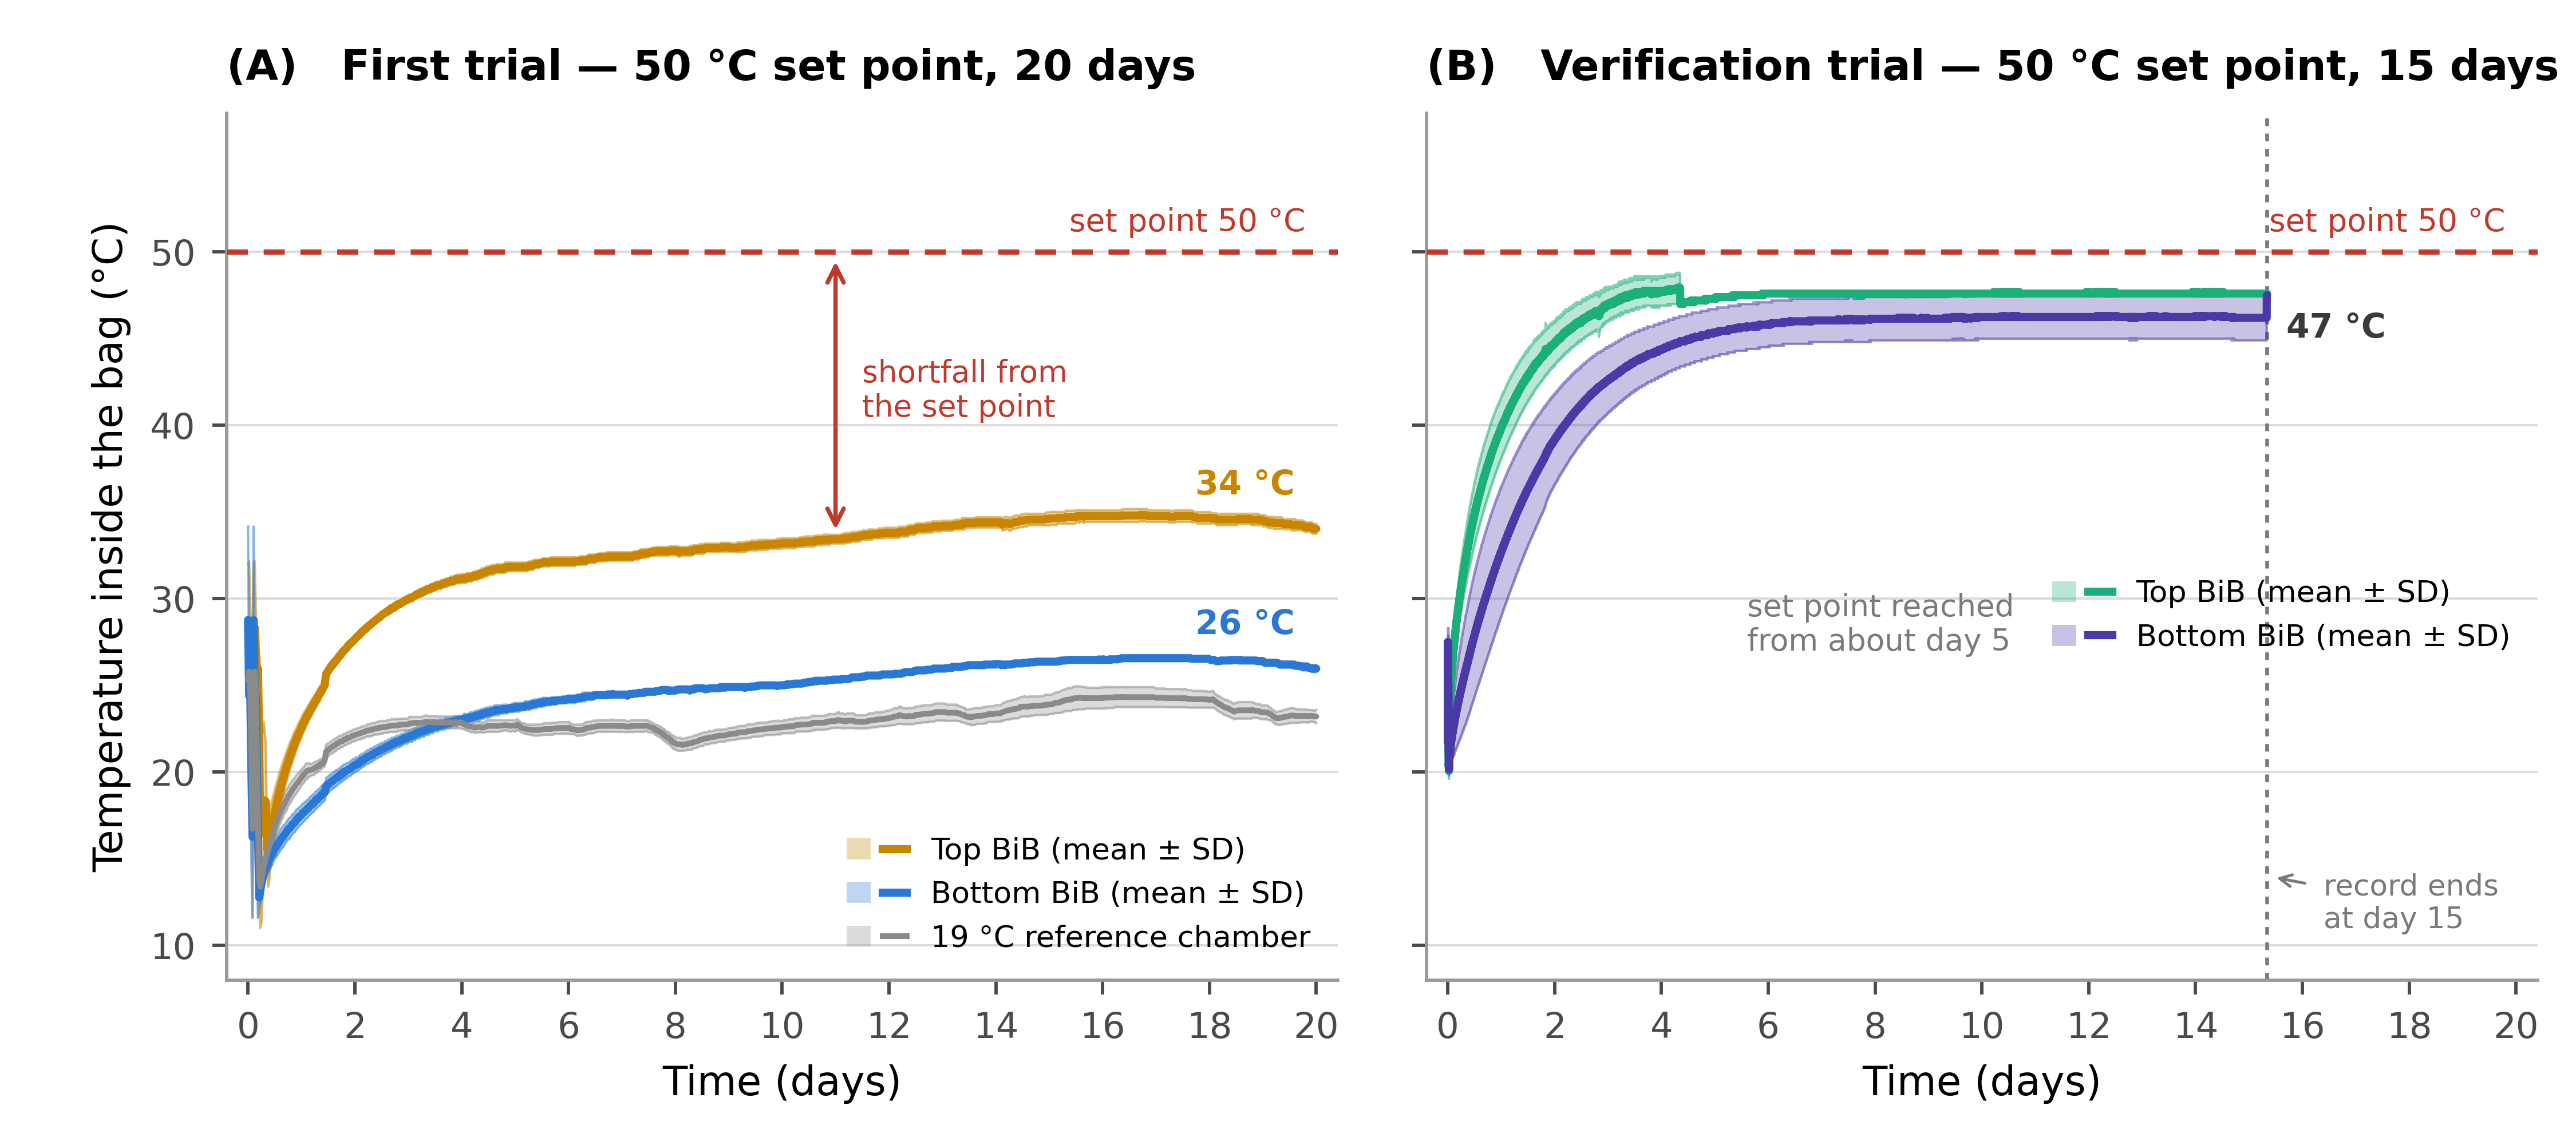 (A) First trial — 50 °C set point, 20 days
Temperature inside the bag (°C)
50
40
30
20
10
set point 50 °C
shortfall from
the set point
34 °C
26 °C
Top BiB (mean ± SD)
Bottom BiB (mean ± SD)
19 °C reference chamber
0 2 4 6 8 10 12 14 16 18 20
Time (days)
(B) Verification trial — 50 °C set point, 15 days
set point 50 °C
47 °C
set point reached
from about day 5
Top BiB (mean ± SD)
Bottom BiB (mean ± SD)
record ends
at day 15
0 2 4 6 8 10 12 14 16 18 20
Time (days)